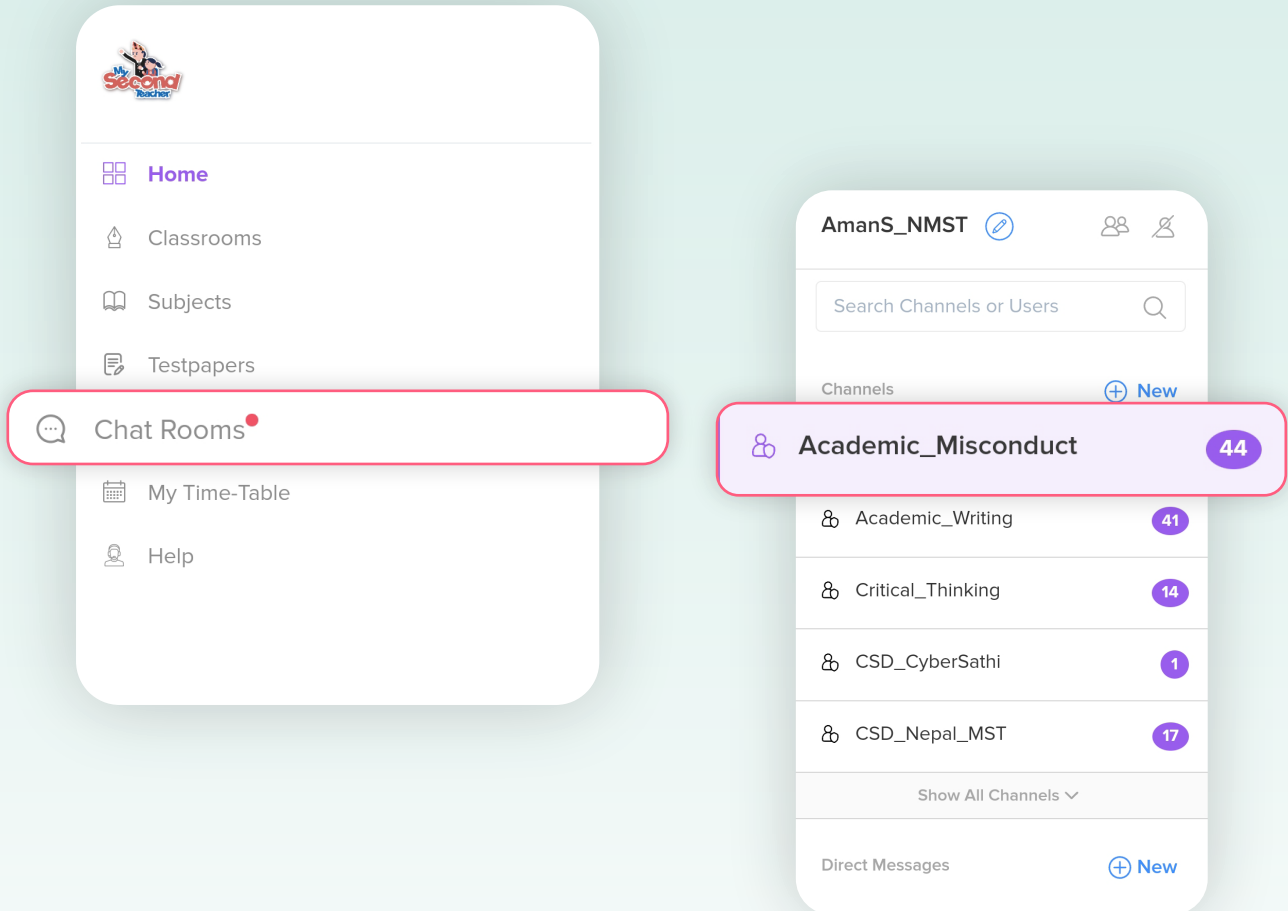 My
Second
Teacher
Home
Classrooms
Subjects
Testpapers
Chat Rooms
My Time-Table
Help
AmanS_NMST
Search Channels or Users
Channels
New
Academic_Misconduct
44
Academic_Writing
41
Critical_Thinking
14
CSD_CyberSathi
1
CSD_Nepal_MST
17
Show All Channels
Direct Messages
New